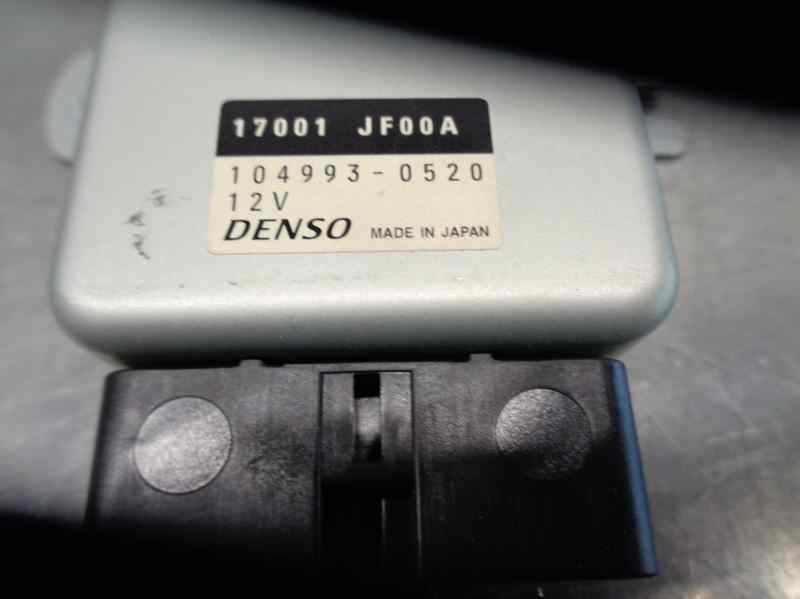 17001 JF00A
104993-0520
12V
DENSO MADE IN JAPAN